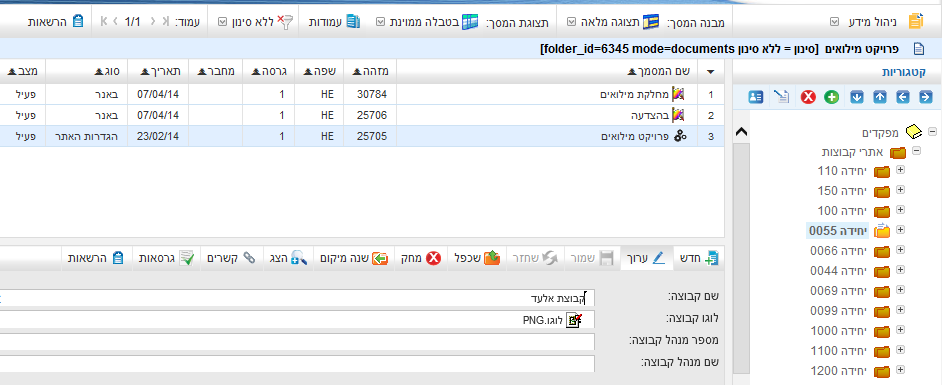 ניהול מידע מבנה המסך: תצוגה מלאה תצוגת המסך: בטבלה ממוינת עמודות ללא סינון עמוד: 1/1 הרשאות
פרויקט מילואים [סינון = ללא סינון folder_id=6345 mode=documents]
קטגוריות
מפקדים
אתרי קבוצות
יחידה 110
יחידה 150
יחידה 100
יחידה 0055
יחידה 0066
יחידה 0044
יחידה 0069
יחידה 0099
יחידה 1000
יחידה 1100
יחידה 1200
שם המסמך מזהה שפה גרסה מחבר תאריך סוג מצב
1 מחלקת מילואים 30784 HE 1 07/04/14 באנר פעיל
2 בהצדעה 25706 HE 1 07/04/14 באנר פעיל
3 פרויקט מילואים 25705 HE 1 23/02/14 הגדרות האתר פעיל
חדש ערוך שמור שחזר שכפל מחק שנה מיקום הצג קשרים גרסאות הרשאות
שם קבוצה: קבוצת אלעד
לוגו קבוצה: לוגו.PNG
מספר מנהל קבוצה:
שם מנהל קבוצה: